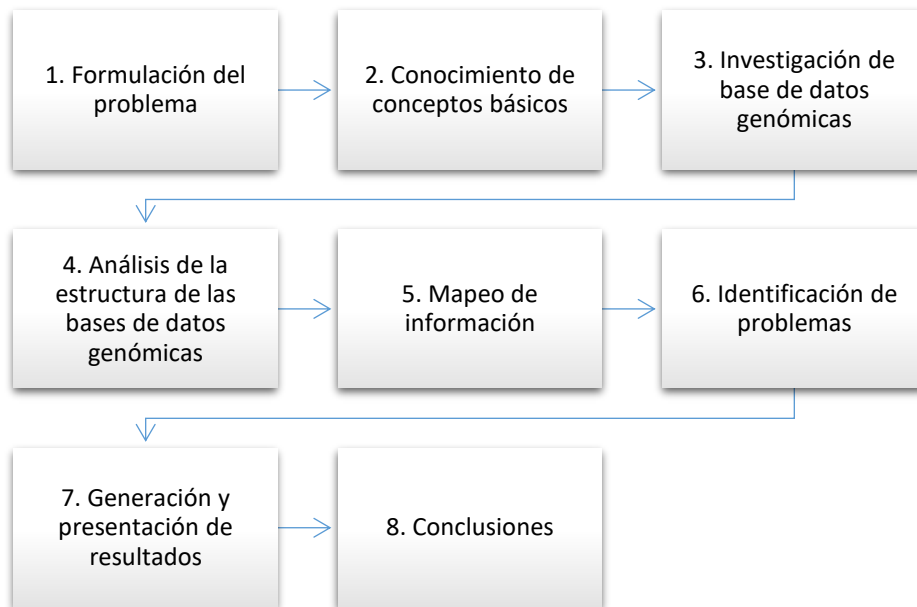 1. Formulación del
problema
2. Conocimiento de
conceptos básicos
3. Investigación de
base de datos
genómicas
4. Análisis de la
estructura de las
bases de datos
genómicas
5. Mapeo de
información
6. Identificación de
problemas
7. Generación y
presentación de
resultados
8. Conclusiones